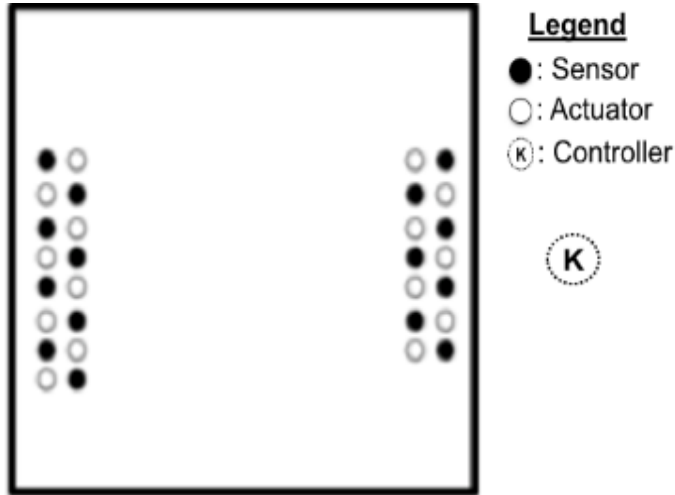 Legend
: Sensor
: Actuator
K : Controller
K